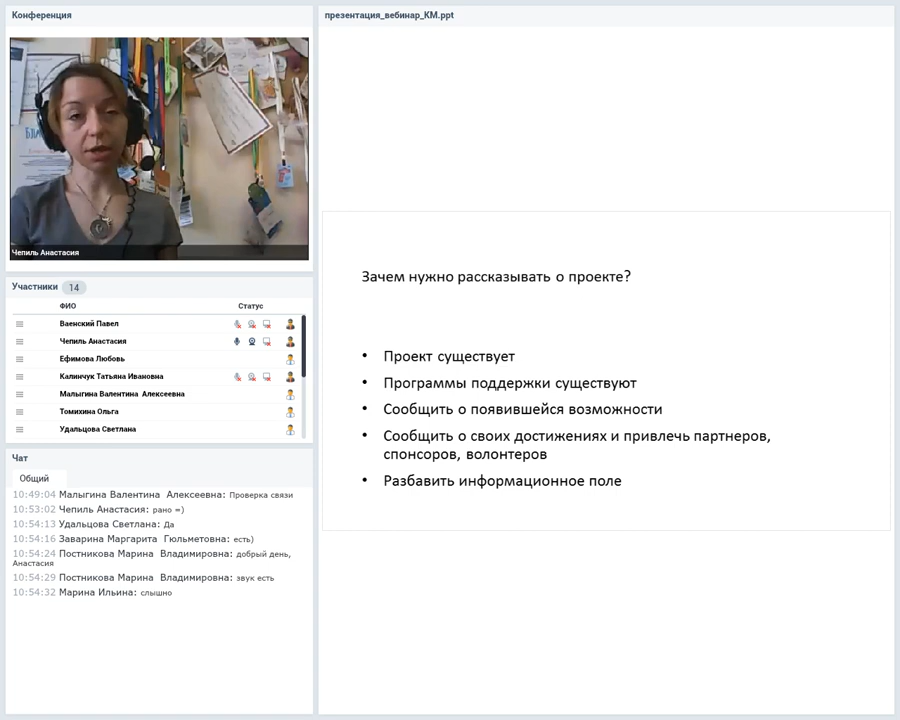 Конференция
Чепиль Анастасия
Участники 14
ФИО Статус
Ваенский Павел
Чепиль Анастасия
Ефимова Любовь
Калинчук Татьяна Ивановна
Малыгина Валентина Алексеевна
Томихина Ольга
Удальцова Светлана
Чат
Общий
10:49:04 Малыгина Валентина Алексеевна: Проверка связи
10:53:02 Чепиль Анастасия: рано =)
10:54:13 Удальцова Светлана: Да
10:54:16 Заварина Маргарита Гюльметовна: есть)
10:54:24 Постникова Марина Владимировна: добрый день,
Анастасия
10:54:29 Постникова Марина Владимировна: звук есть
10:54:32 Марина Ильина: слышно
презентация_вебинар_КМ.ppt
Зачем нужно рассказывать о проекте?
• Проект существует
• Программы поддержки существуют
• Сообщить о появившейся возможности
• Сообщить о своих достижениях и привлечь партнеров,
спонсоров, волонтеров
• Разбавить информационное поле